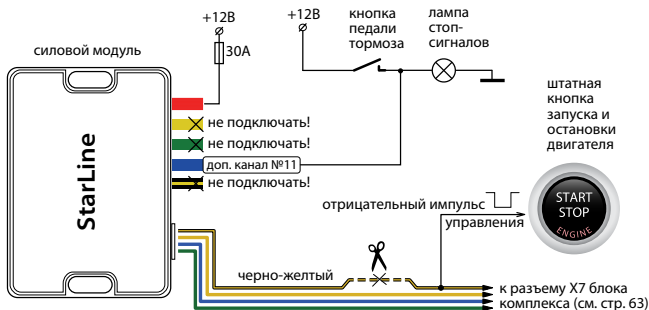 +12В
30А
силовой модуль
StarLine
не подключать!
не подключать!
доп. канал №11
не подключать!
+12В
кнопка
педали
тормоза
лампа
стоп-
сигналов
штатная
кнопка
запуска и
остановки
двигателя
START
STOP
ENGINE
отрицательный импульс
управления
черно-желтый
к разъему X7 блока
комплекса (см. стр. 63)